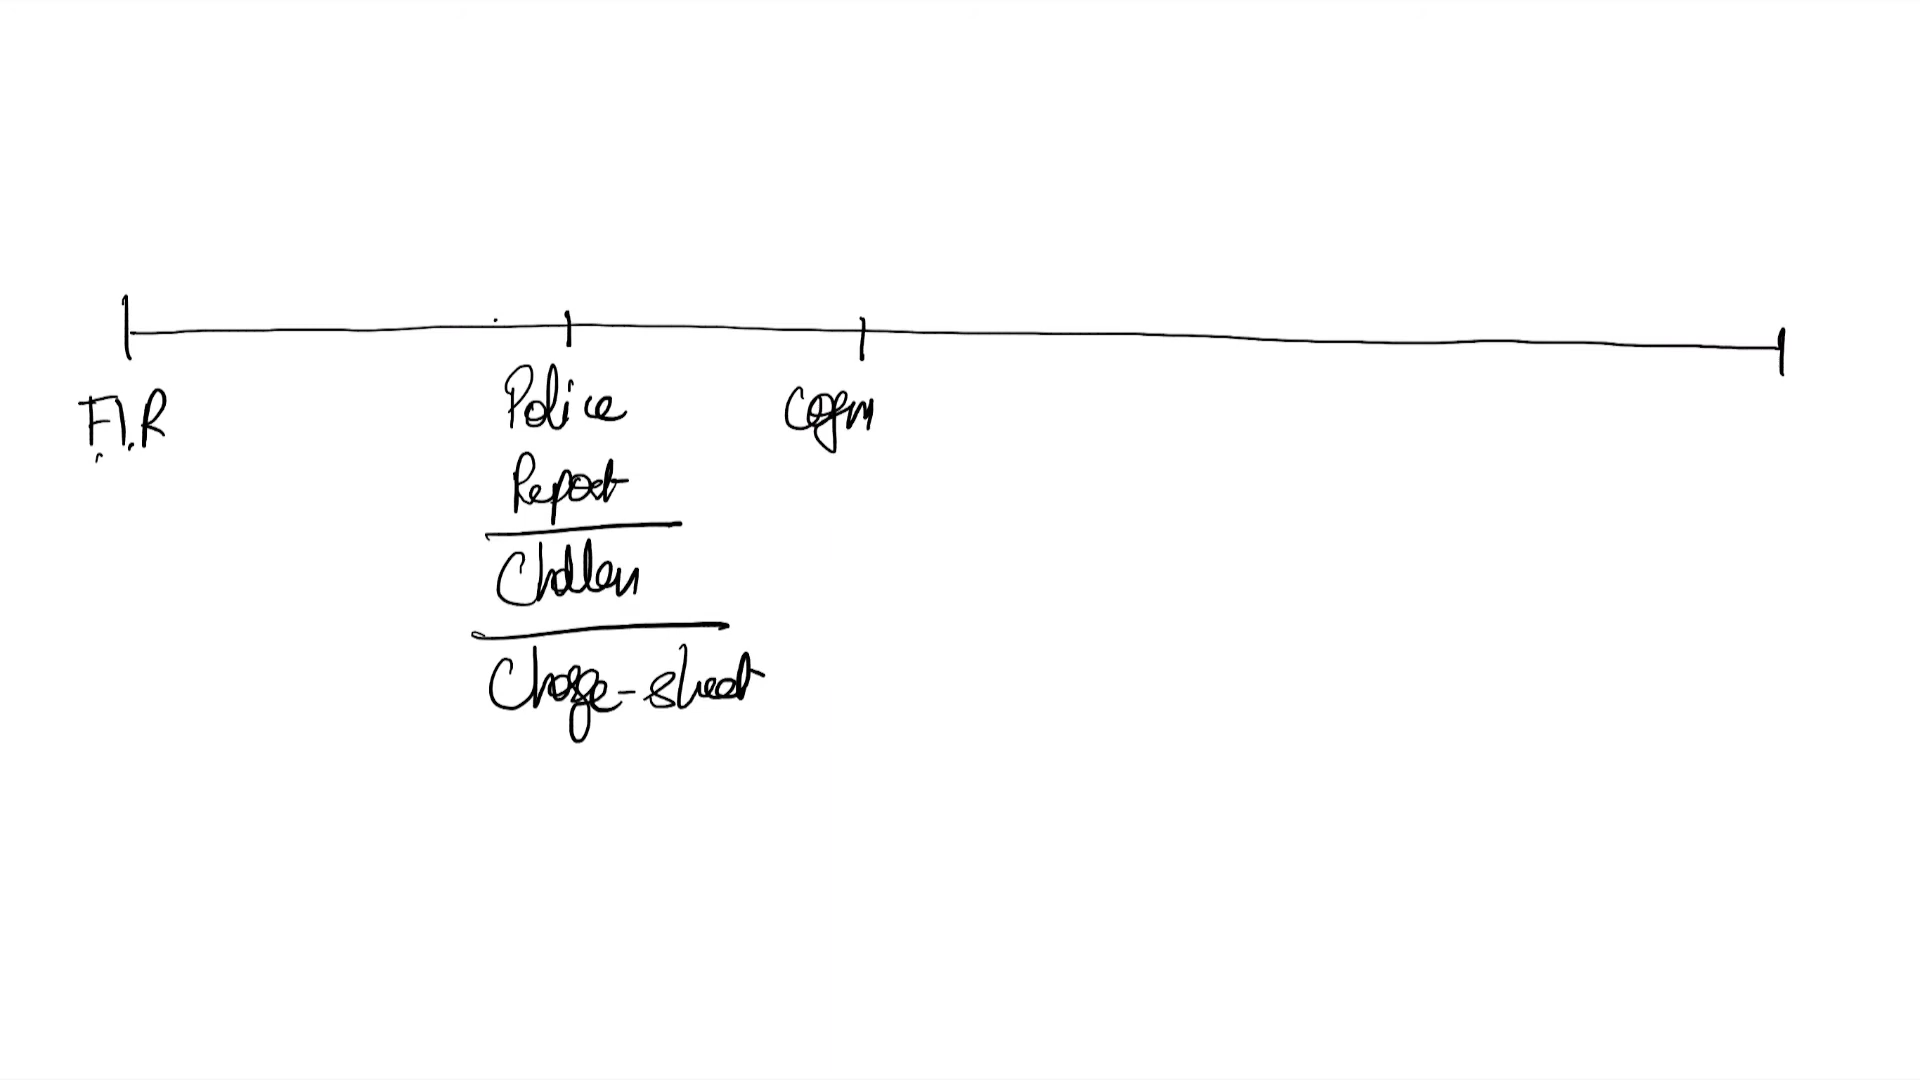 F.I.R
Police
Report
Challan
Charge-sheet
Cogn